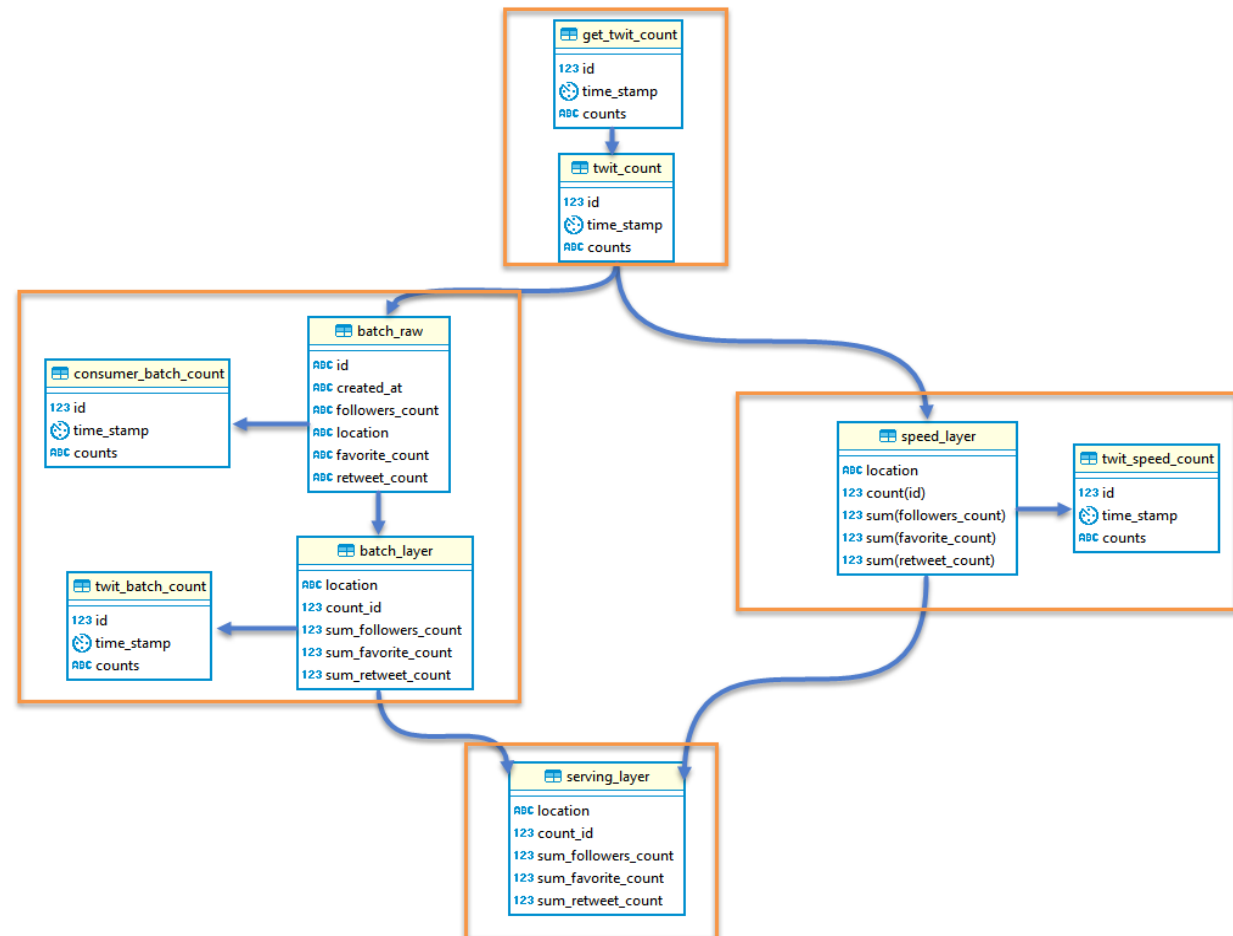 get_twit_count
123 id
time_stamp
ABC counts
twit_count
123 id
time_stamp
ABC counts
batch_raw
ABC id
ABC created_at
ABC followers_count
ABC location
ABC favorite_count
ABC retweet_count
consumer_batch_count
123 id
time_stamp
ABC counts
batch_layer
ABC location
123 count_id
123 sum_followers_count
123 sum_favorite_count
123 sum_retweet_count
twit_batch_count
123 id
time_stamp
ABC counts
speed_layer
ABC location
123 count(id)
123 sum(followers_count)
123 sum(favorite_count)
123 sum(retweet_count)
twit_speed_count
123 id
time_stamp
ABC counts
serving_layer
ABC location
123 count_id
123 sum_followers_count
123 sum_favorite_count
123 sum_retweet_count